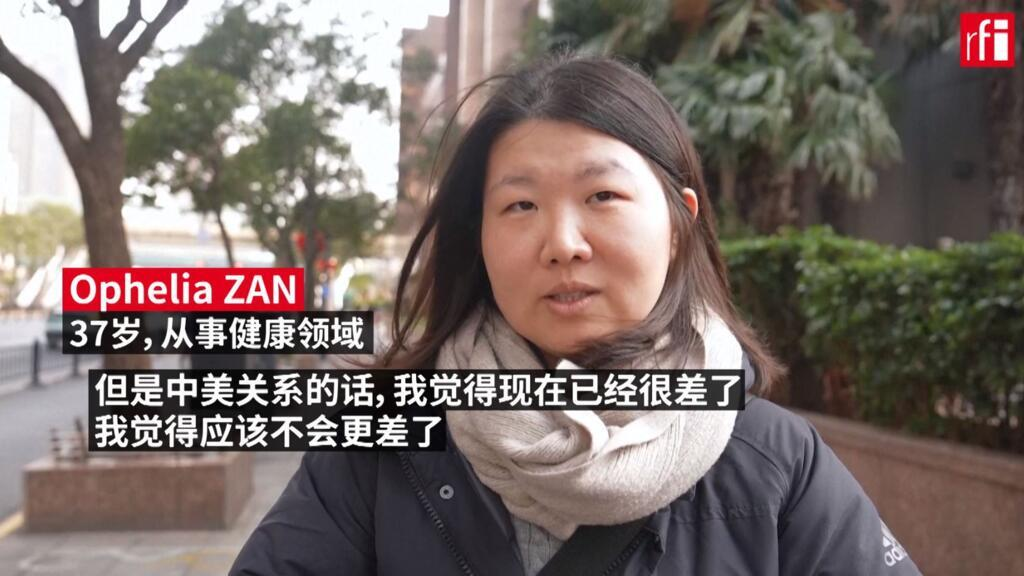 rfi
Ophelia ZAN
37岁, 从事健康领域
但是中美关系的话, 我觉得现在已经很差了
我觉得应该不会更差了
adidas